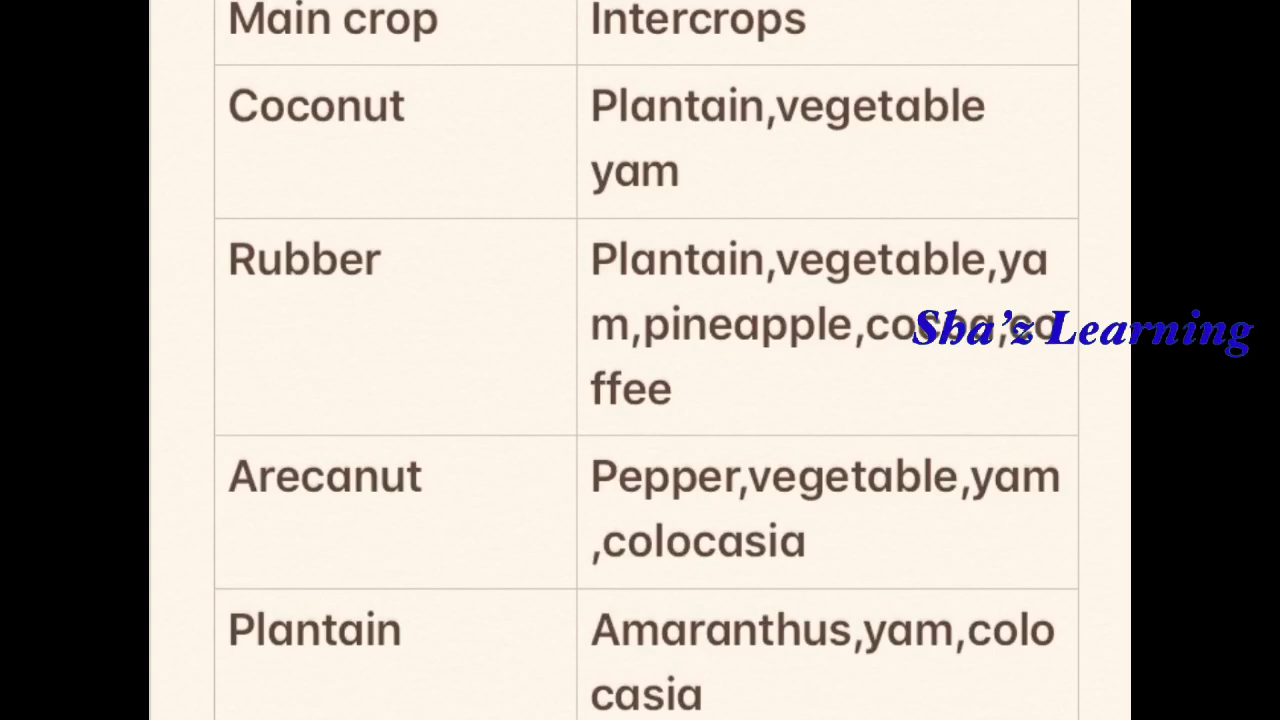 Main crop
Intercrops
Coconut
Plantain,vegetable
yam
Rubber
Plantain,vegetable,ya
m,pineapple,cocoa,co
ffee
Sha'z Learning
Arecanut
Pepper,vegetable,yam
,colocasia
Plantain
Amaranthus,yam,colo
casia